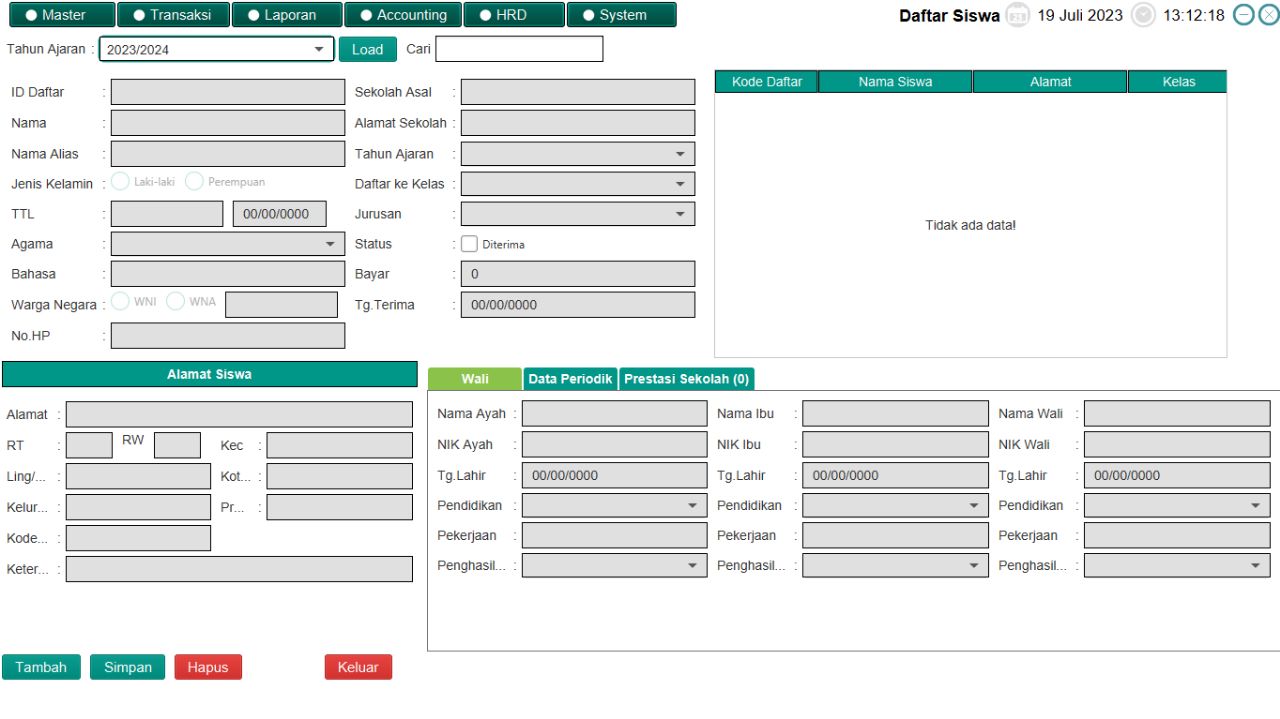 Master Transaksi Laporan Accounting HRD System Daftar Siswa 19 Juli 2023 13:12:18
Tahun Ajaran : 2023/2024 Load Cari
ID Daftar : Sekolah Asal :
Nama : Alamat Sekolah :
Nama Alias : Tahun Ajaran :
Jenis Kelamin : Laki-laki Perempuan Daftar ke Kelas :
TTL : 00/00/0000 Jurusan :
Agama : Status : Diterima
Bahasa : Bayar : 0
Warga Negara : WNI WNA Tg.Terima : 00/00/0000
No.HP :
Kode Daftar Nama Siswa Alamat Kelas
Tidak ada data!
Alamat Siswa
Alamat :
RT : RW Kec :
Ling/... : Kot... :
Kelur... : Pr... :
Kode... :
Keter... :
Wali Data Periodik Prestasi Sekolah (0)
Nama Ayah : Nama Ibu : Nama Wali :
NIK Ayah : NIK Ibu : NIK Wali :
Tg.Lahir : 00/00/0000 Tg.Lahir : 00/00/0000 Tg.Lahir : 00/00/0000
Pendidikan : Pendidikan : Pendidikan :
Pekerjaan : Pekerjaan : Pekerjaan :
Penghasil... : Penghasil... : Penghasil... :
Tambah Simpan Hapus Keluar